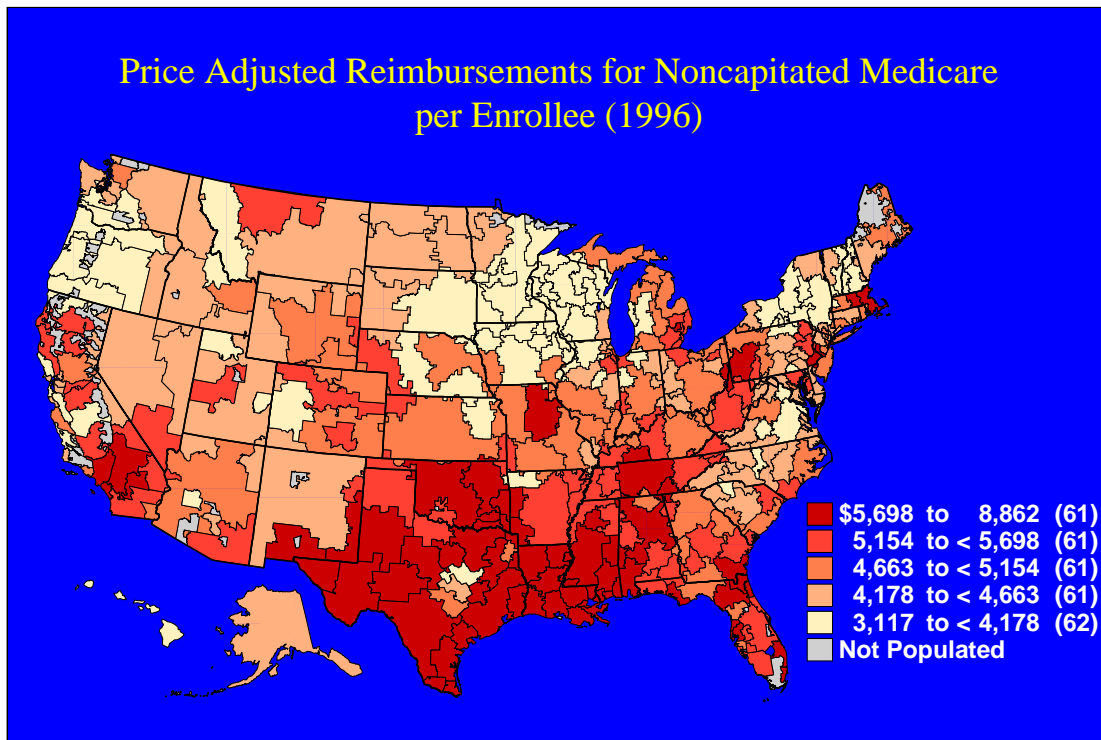 Price Adjusted Reimbursements for Noncapitated Medicare
per Enrollee (1996)
$5,698 to 8,862 (61)
5,154 to < 5,698 (61)
4,663 to < 5,154 (61)
4,178 to < 4,663 (61)
3,117 to < 4,178 (62)
Not Populated